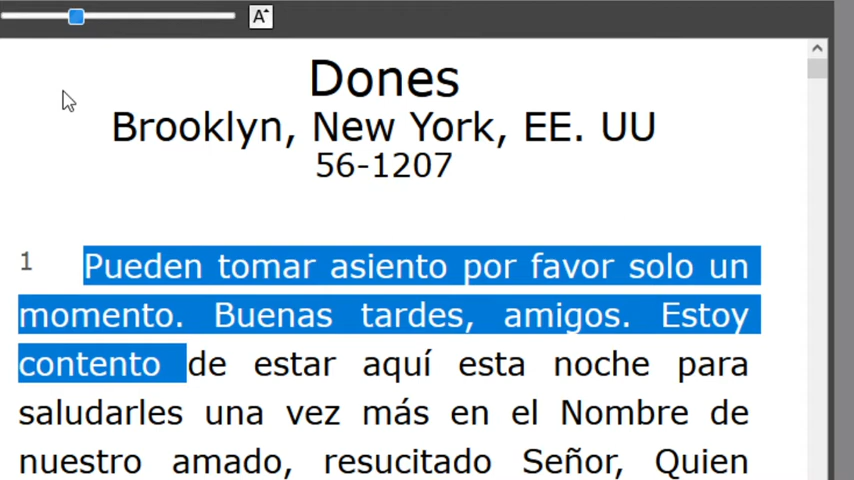 A
Dones
Brooklyn, New York, EE. UU
56-1207
1 Pueden tomar asiento por favor solo un
momento. Buenas tardes, amigos. Estoy
contento de estar aquí esta noche para
saludarles una vez más en el Nombre de
nuestro amado, resucitado Señor, Quien